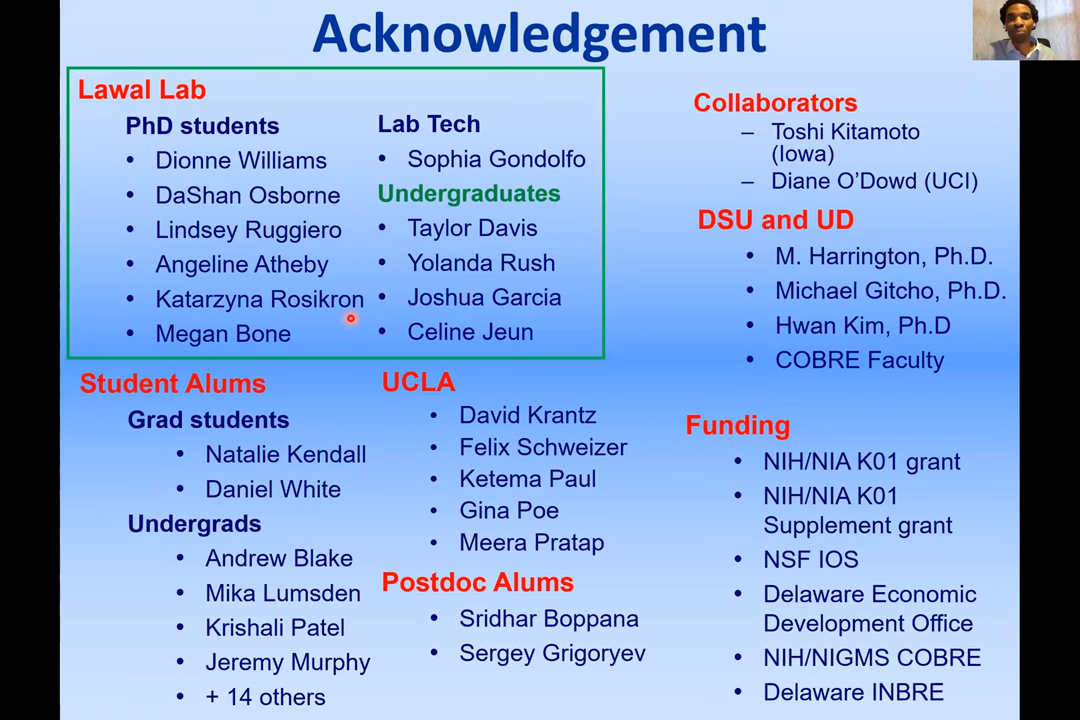 Acknowledgement
Lawal Lab
PhD students
• Dionne Williams
• DaShan Osborne
• Lindsey Ruggiero
• Angeline Atheby
• Katarzyna Rosikron
• Megan Bone
Lab Tech
• Sophia Gondolfo
Undergraduates
• Taylor Davis
• Yolanda Rush
• Joshua Garcia
• Celine Jeun
Student Alums
Grad students
• Natalie Kendall
• Daniel White
Undergrads
• Andrew Blake
• Mika Lumsden
• Krishali Patel
• Jeremy Murphy
• + 14 others
UCLA
• David Krantz
• Felix Schweizer
• Ketema Paul
• Gina Poe
• Meera Pratap
Postdoc Alums
• Sridhar Boppana
• Sergey Grigoryev
Collaborators
– Toshi Kitamoto
(Iowa)
– Diane O’Dowd (UCI)
DSU and UD
• M. Harrington, Ph.D.
• Michael Gitcho, Ph.D.
• Hwan Kim, Ph.D
• COBRE Faculty
Funding
• NIH/NIA K01 grant
• NIH/NIA K01
Supplement grant
• NSF IOS
• Delaware Economic
Development Office
• NIH/NIGMS COBRE
• Delaware INBRE